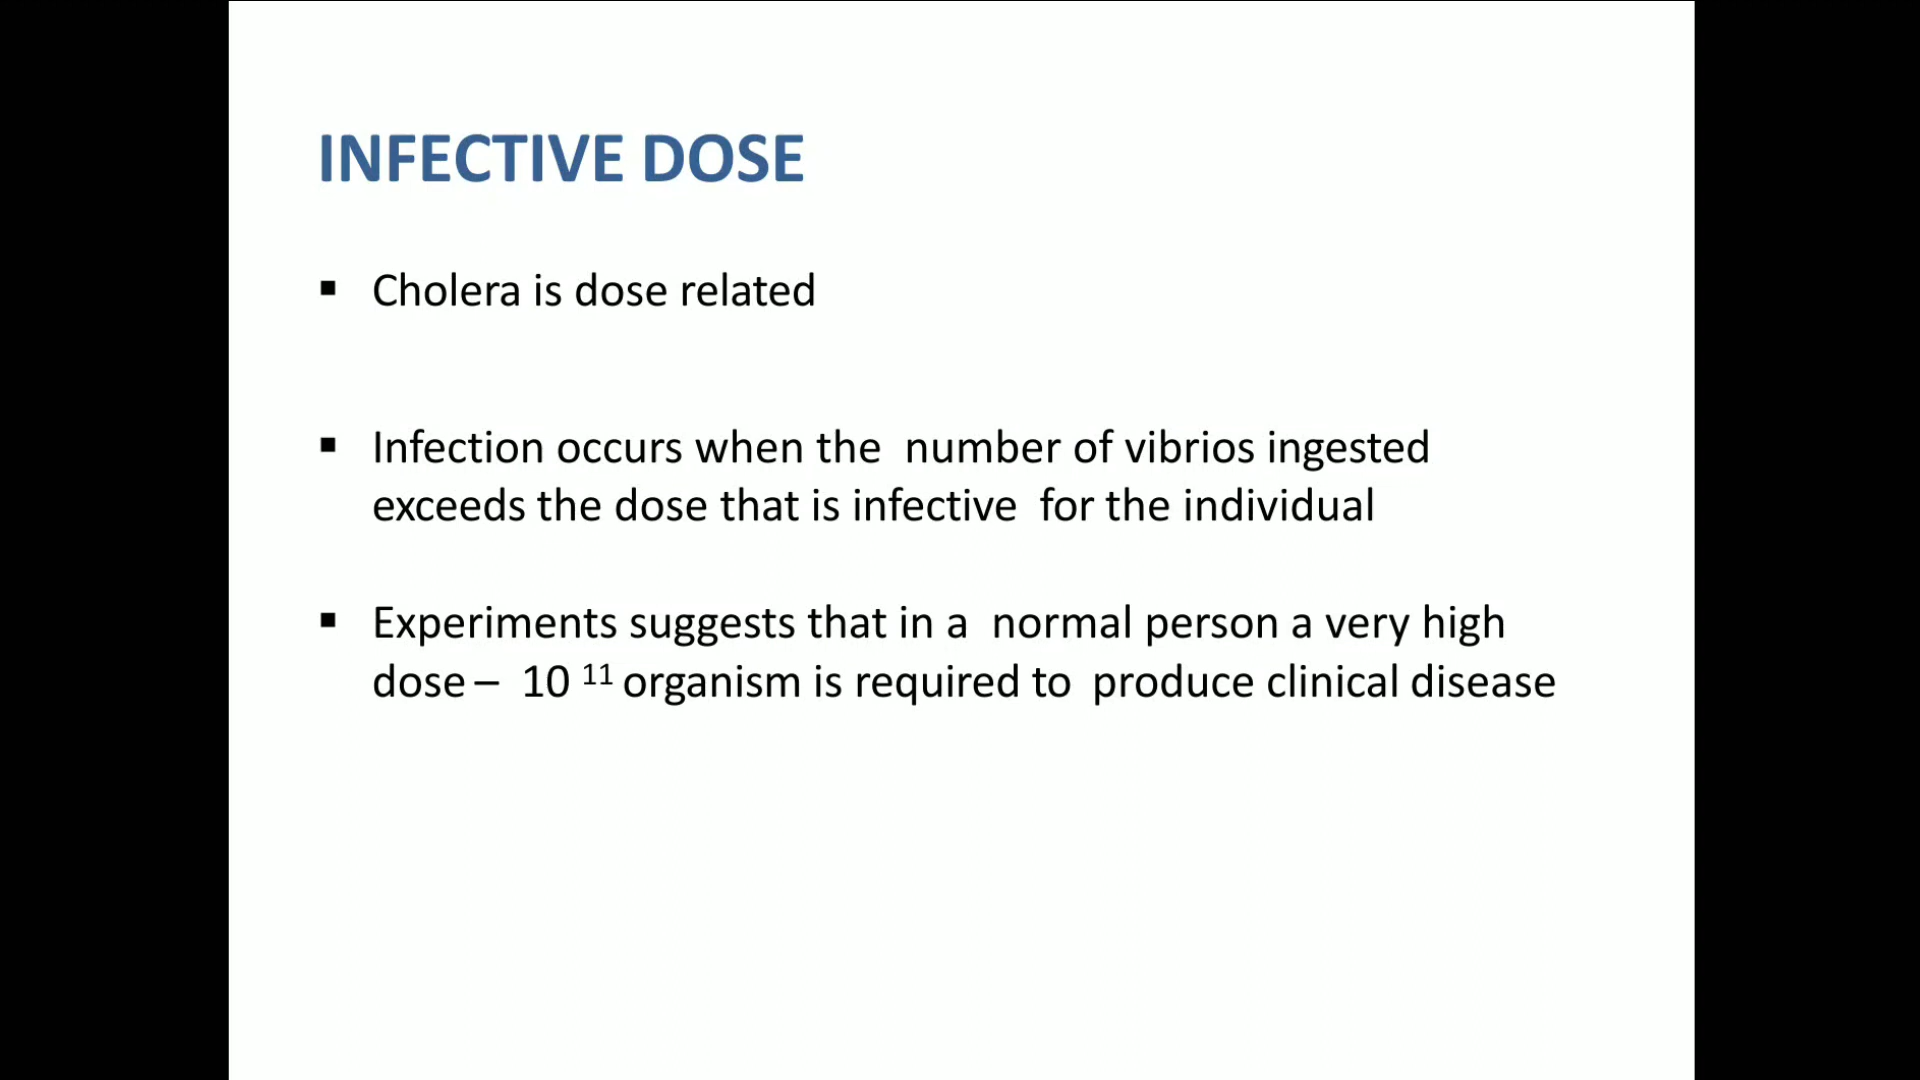 INFECTIVE DOSE
▪ Cholera is dose related
▪ Infection occurs when the number of vibrios ingested
exceeds the dose that is infective for the individual
▪ Experiments suggests that in a normal person a very high
dose – 10 ¹¹ organism is required to produce clinical disease